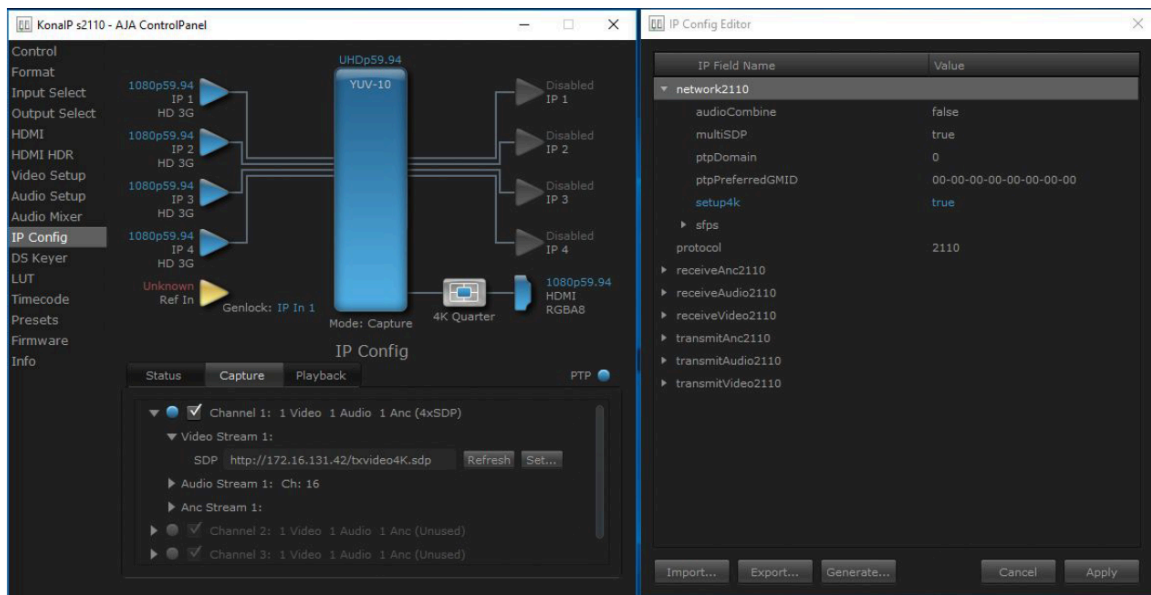 KonaIP s2110 - AJA ControlPanel
Control
Format
Input Select
Output Select
HDMI
HDMI HDR
Video Setup
Audio Setup
Audio Mixer
IP Config
DS Keyer
LUT
Timecode
Presets
Firmware
Info
1080p59.94
IP 1
HD 3G
1080p59.94
IP 2
HD 3G
1080p59.94
IP 3
HD 3G
1080p59.94
IP 4
HD 3G
Unknown
Ref In
Genlock: IP In 1
UHDp59.94
YUV-10
Mode: Capture
Disabled
IP 1
Disabled
IP 2
Disabled
IP 3
Disabled
IP 4
4K Quarter
1080p59.94
HDMI
RGBA8
IP Config
Status Capture Playback PTP
Channel 1: 1 Video 1 Audio 1 Anc (4xSDP)
Video Stream 1:
SDP http://172.16.131.42/txvideo4K.sdp Refresh Set...
Audio Stream 1: Ch: 16
Anc Stream 1:
Channel 2: 1 Video 1 Audio 1 Anc (Unused)
Channel 3: 1 Video 1 Audio 1 Anc (Unused)
IP Config Editor
IP Field Name Value
network2110
audioCombine false
multiSDP true
ptpDomain 0
ptpPreferredGMID 00-00-00-00-00-00-00-00
setup4k true
sfps
protocol 2110
receiveAnc2110
receiveAudio2110
receiveVideo2110
transmitAnc2110
transmitAudio2110
transmitVideo2110
Import... Export... Generate... Cancel Apply